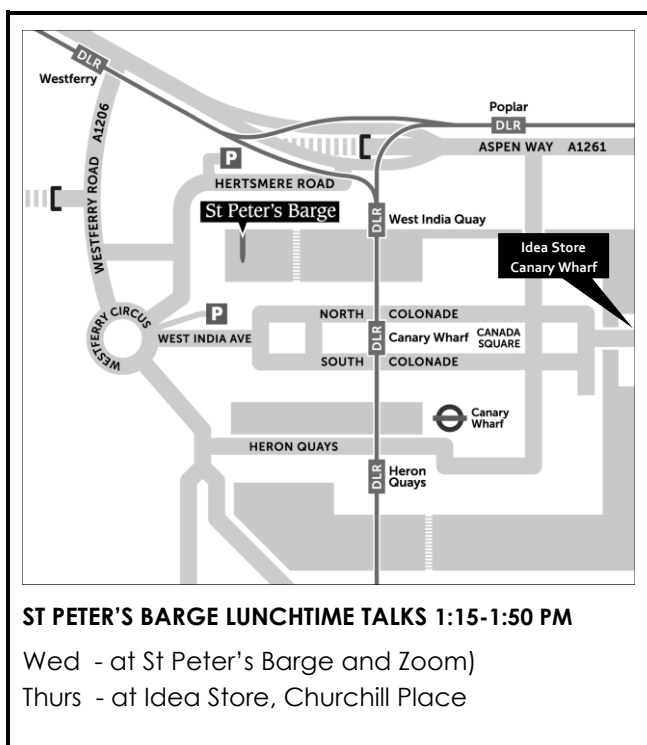 DLR
Westferry
Poplar
DLR
ASPEN WAY A1261
WESTFERRY ROAD A1206
P
HERTSMERE ROAD
St Peter's Barge
DLR
West India Quay
Idea Store
Canary Wharf
WESTFERRY CIRCUS
P
WEST INDIA AVE
NORTH COLONADE
DLR
Canary Wharf
CANADA
SQUARE
SOUTH COLONADE
Canary
Wharf
HERON QUAYS
DLR
Heron
Quays
ST PETER’S BARGE LUNCHTIME TALKS 1:15-1:50 PM
Wed - at St Peter’s Barge and Zoom)
Thurs - at Idea Store, Churchill Place